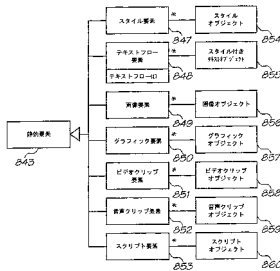 スタイル要素
*
スタイル
オブジェクト
847
854
テキストフロー
要素
*
スタイル付き
テキストオブジェクト
テキストフローID
848
855
画像要素
*
画像オブジェクト
849
856
静的要素
843
グラフィック要素
*
グラフィック
オブジェクト
850
857
ビデオクリップ
要素
*
ビデオクリップ
オブジェクト
851
858
音声クリップ要素
*
音声クリップ
オブジェクト
852
859
スクリプト要素
*
スクリプト
オブジェクト
853
860